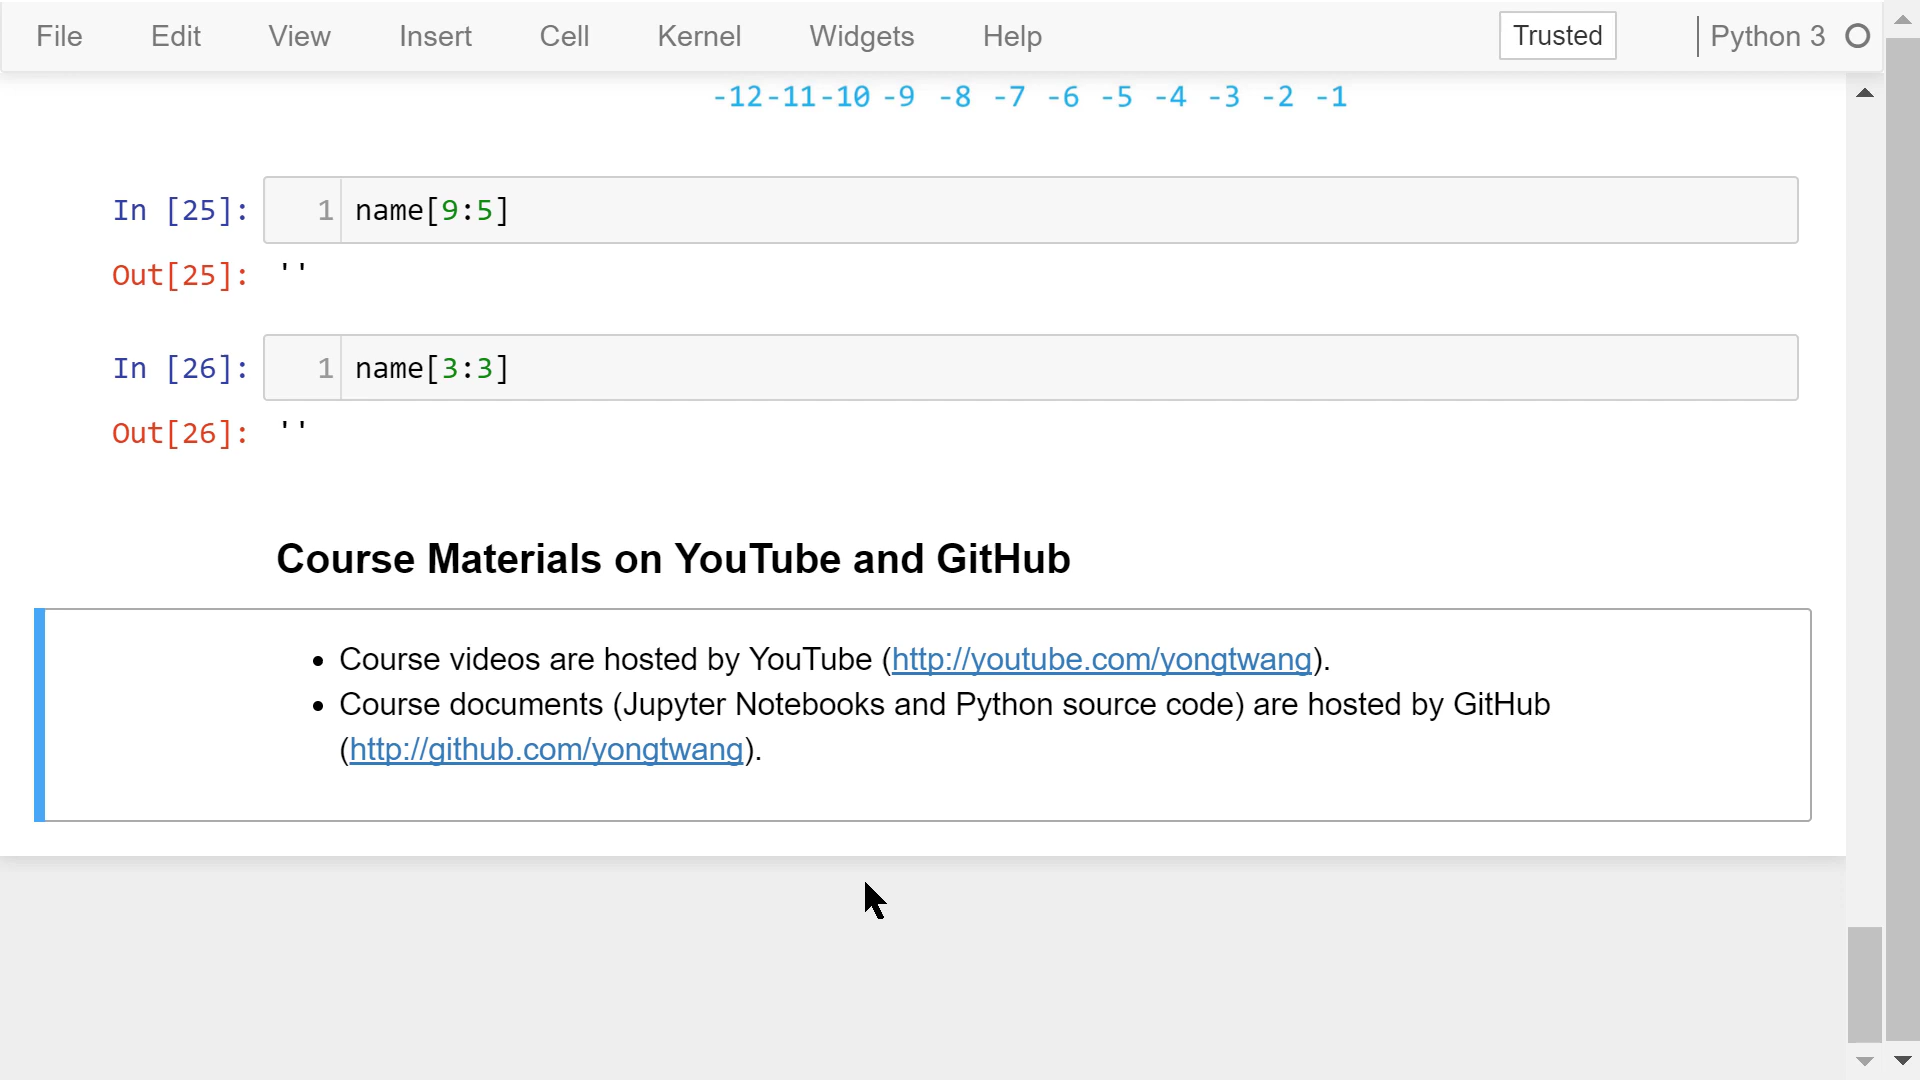 File Edit View Insert Cell Kernel Widgets Help Trusted Python 3
-12-11-10 -9 -8 -7 -6 -5 -4 -3 -2 -1
In [25]: 1 name[9:5]
Out[25]: ''
In [26]: 1 name[3:3]
Out[26]: ''
Course Materials on YouTube and GitHub
• Course videos are hosted by YouTube (http://youtube.com/yongtwang).
• Course documents (Jupyter Notebooks and Python source code) are hosted by GitHub
(http://github.com/yongtwang).